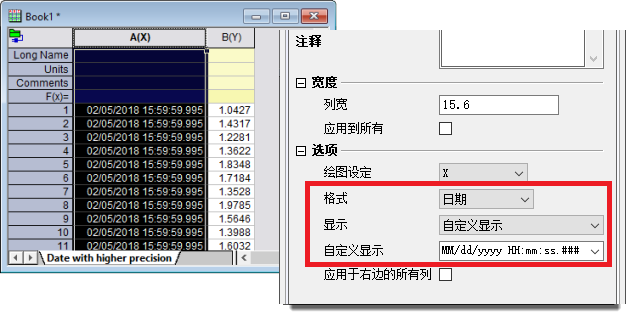 Book1 *
A(X) B(Y)
Long Name
Units
Comments
F(x)=
1 02/05/2018 15:59:59.995 1.0427
2 02/05/2018 15:59:59.995 1.4317
3 02/05/2018 15:59:59.995 1.2281
4 02/05/2018 15:59:59.995 1.3622
5 02/05/2018 15:59:59.995 1.8348
6 02/05/2018 15:59:59.995 1.7184
7 02/05/2018 15:59:59.995 1.3528
8 02/05/2018 15:59:59.995 1.9785
9 02/05/2018 15:59:59.995 1.5646
10 02/05/2018 15:59:59.995 1.3988
11 02/05/2018 15:59:59.995 1.6032
Date with higher precision
注释
宽度
列宽 15.6
应用到所有
选项
绘图设定 X
格式 日期
显示 自定义显示
自定义显示 MM/dd/yyyy HH:mm:ss.###
应用于右边的所有列